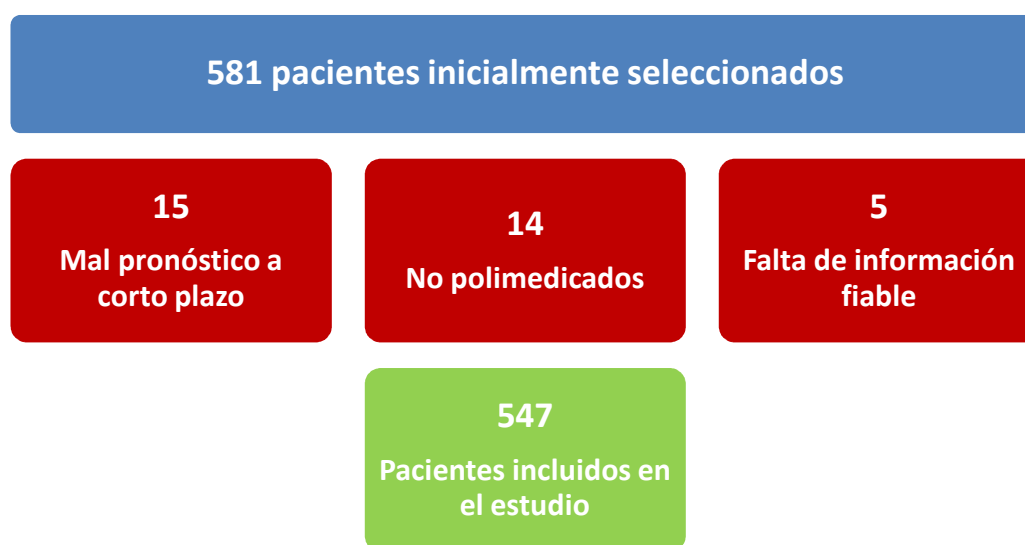 581 pacientes inicialmente seleccionados
15
Mal pronóstico a
corto plazo
14
No polimedicados
5
Falta de información
fiable
547
Pacientes incluidos en
el estudio